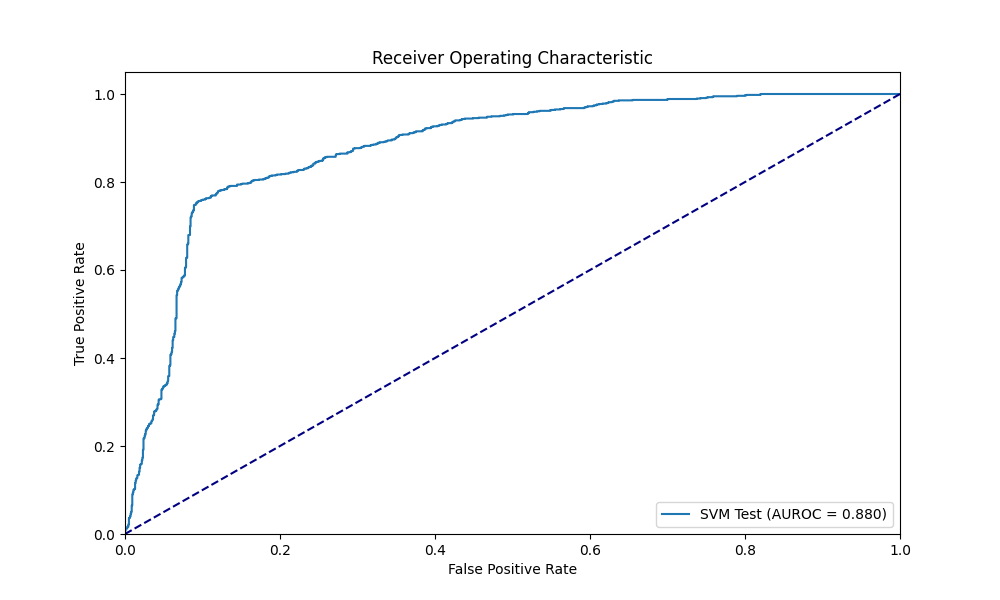 Receiver Operating Characteristic
True Positive Rate
1.0
0.8
0.6
0.4
0.2
0.0
SVM Test (AUROC = 0.880)
0.0 0.2 0.4 0.6 0.8 1.0
False Positive Rate